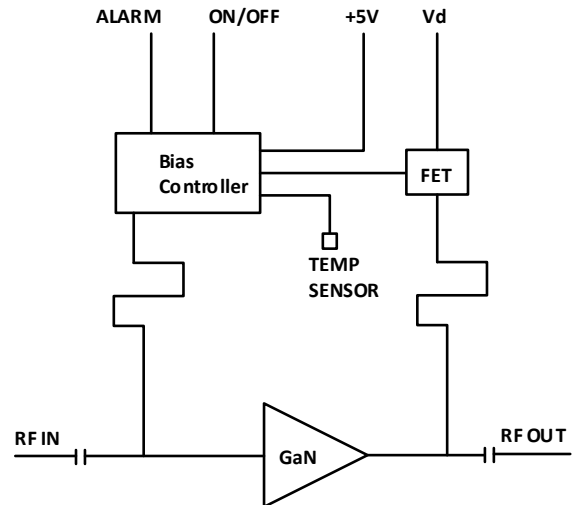 ALARM
ON/OFF
+5V
Vd
Bias
Controller
FET
TEMP
SENSOR
RF IN
GaN
RF OUT